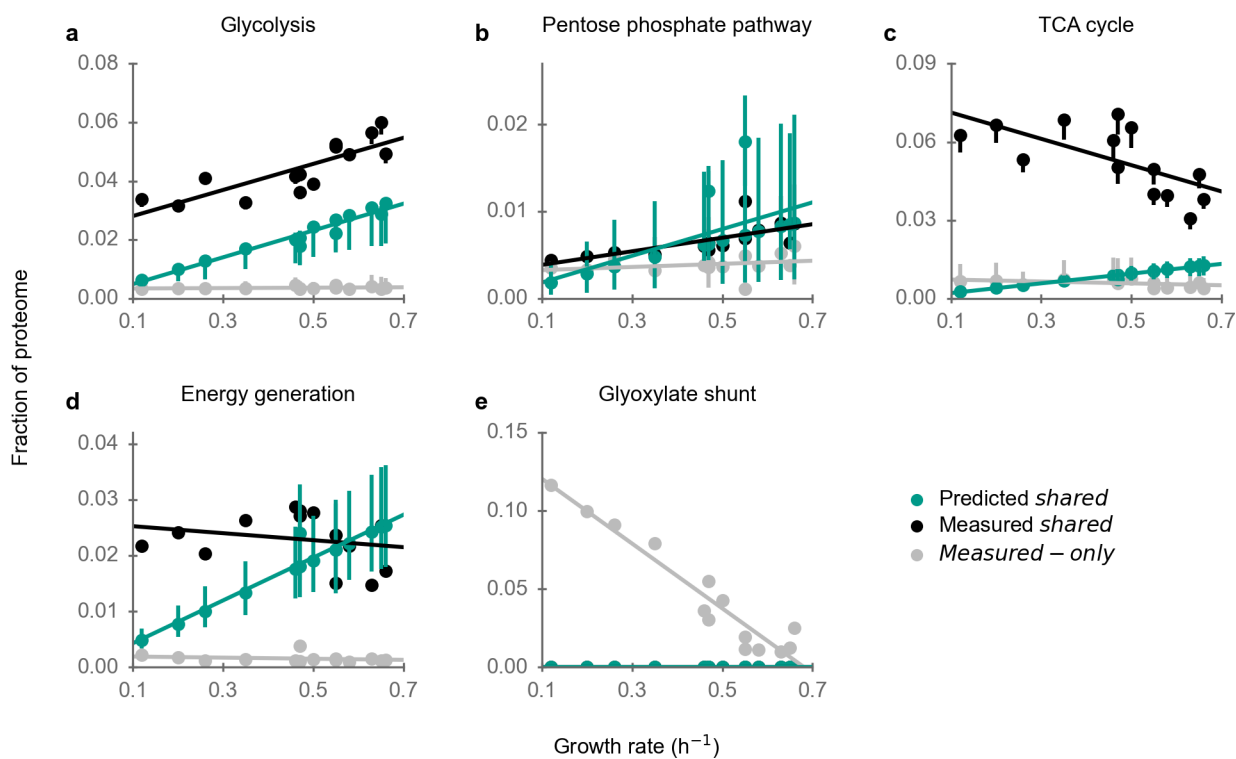 a Glycolysis
b Pentose phosphate pathway
c TCA cycle
0.08
0.06
0.04
0.02
0.00
0.1 0.3 0.5 0.7
0.02
0.01
0.00
0.1 0.3 0.5 0.7
0.09
0.06
0.03
0.00
0.1 0.3 0.5 0.7
Fraction of proteome
d Energy generation
e Glyoxylate shunt
0.04
0.03
0.02
0.01
0.00
0.1 0.3 0.5 0.7
0.15
0.10
0.05
0.00
0.1 0.3 0.5 0.7
Predicted shared
Measured shared
Measured − only
Growth rate (h⁻¹)